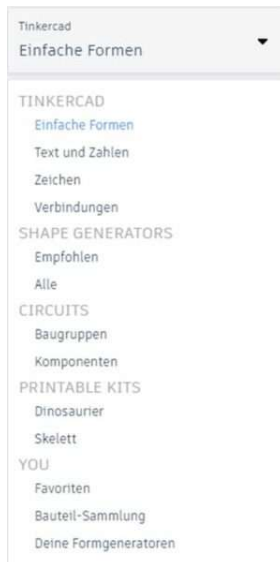 Tinkercad
Einfache Formen
TINKERCAD
Einfache Formen
Text und Zahlen
Zeichen
Verbindungen
SHAPE GENERATORS
Empfohlen
Alle
CIRCUITS
Baugruppen
Komponenten
PRINTABLE KITS
Dinosaurier
Skelett
YOU
Favoriten
Bauteil-Sammlung
Deine Formgeneratoren